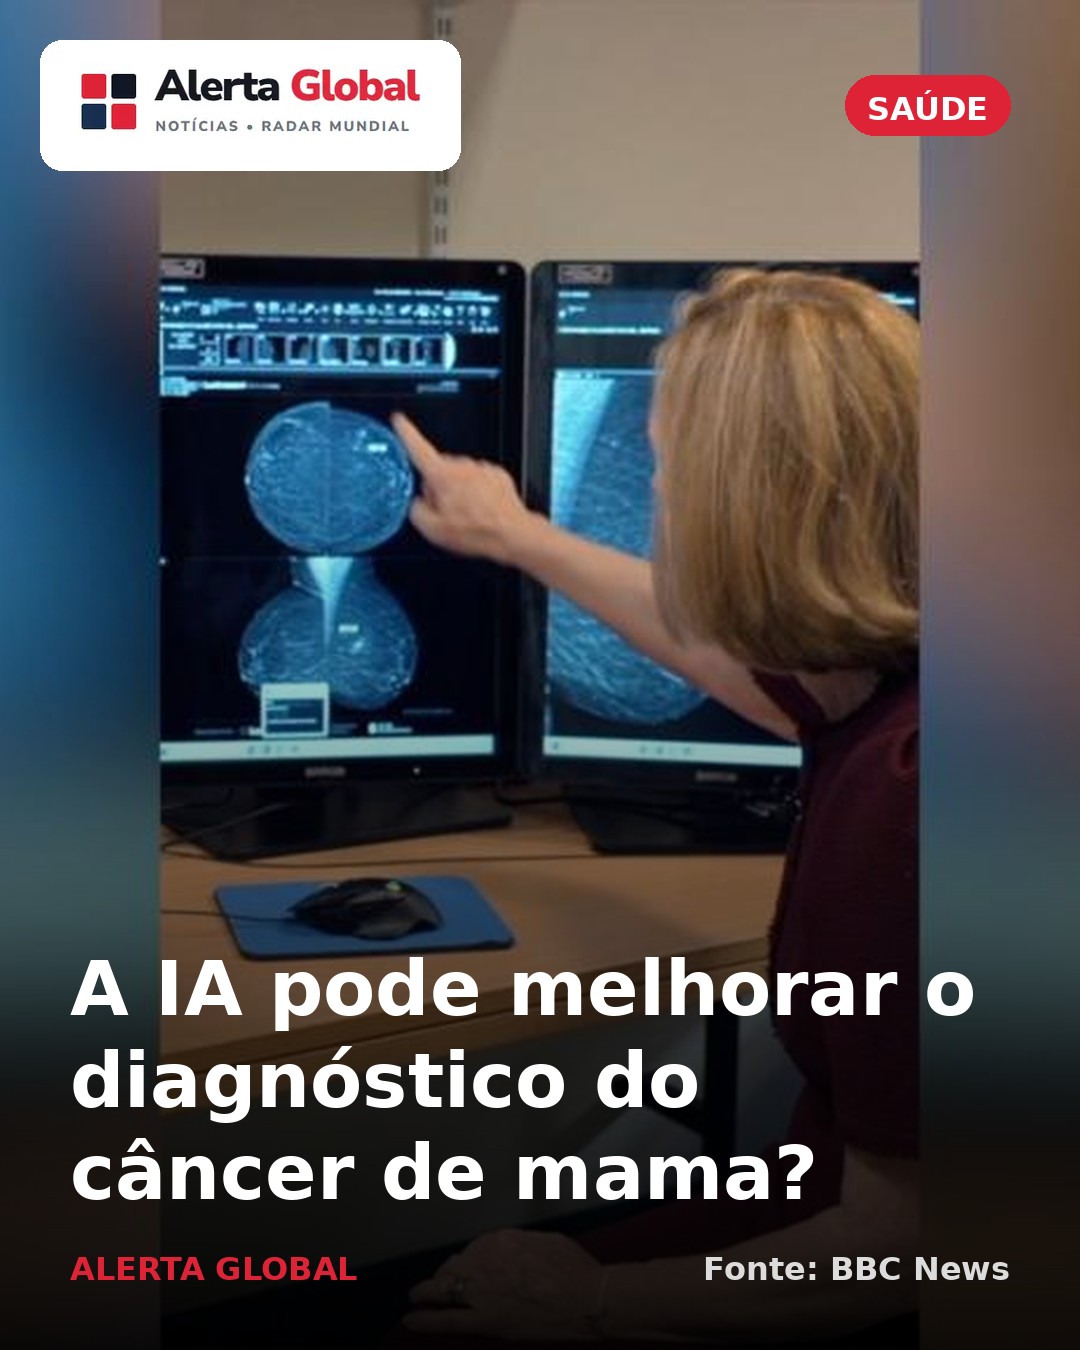 Alerta Global
NOTÍCIAS • RADAR MUNDIAL
SAÚDE
A IA pode melhorar o
diagnóstico do
câncer de mama?
ALERTA GLOBAL
Fonte: BBC News